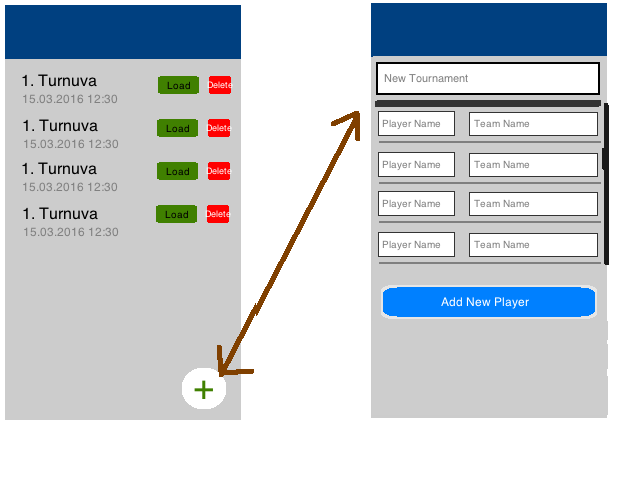 1. Turnuva
15.03.2016 12:30
Load
Delete
1. Turnuva
15.03.2016 12:30
Load
Delete
1. Turnuva
15.03.2016 12:30
Load
Delete
1. Turnuva
15.03.2016 12:30
Load
Delete
+
New Tournament
Player Name
Team Name
Player Name
Team Name
Player Name
Team Name
Player Name
Team Name
Add New Player